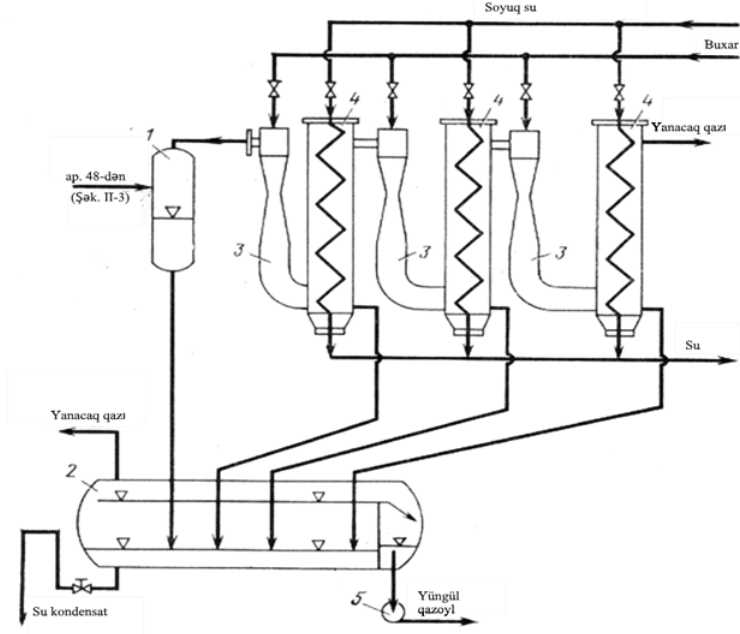 Soyuq su
Buxar
4
4
4
1
Yanacaq qazı
ap. 48-dən
(Şək. II-3)
3
3
3
Su
Yanacaq qazı
2
Su kondsat
5
Yüngül
qazoyl